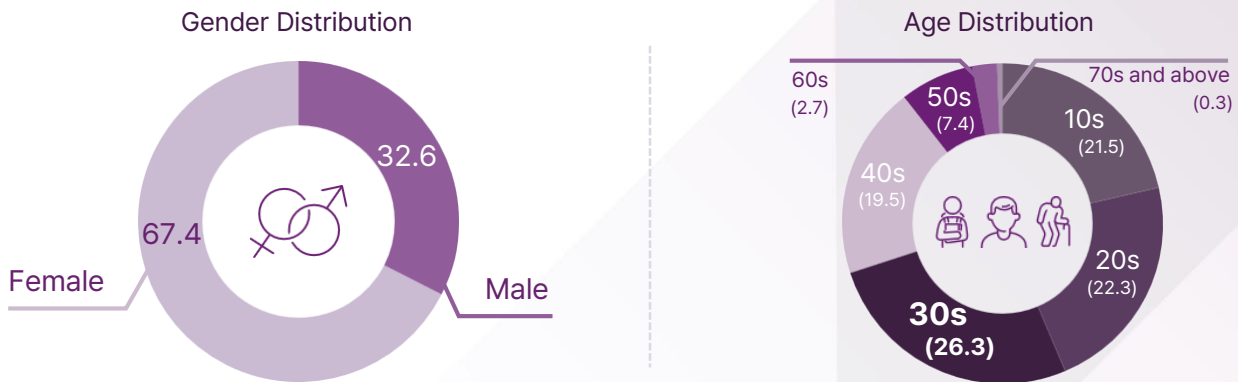 Gender Distribution
32.6
67.4
Female
Male
Age Distribution
60s
(2.7)
70s and above
(0.3)
50s
(7.4)
10s
(21.5)
40s
(19.5)
20s
(22.3)
30s
(26.3)